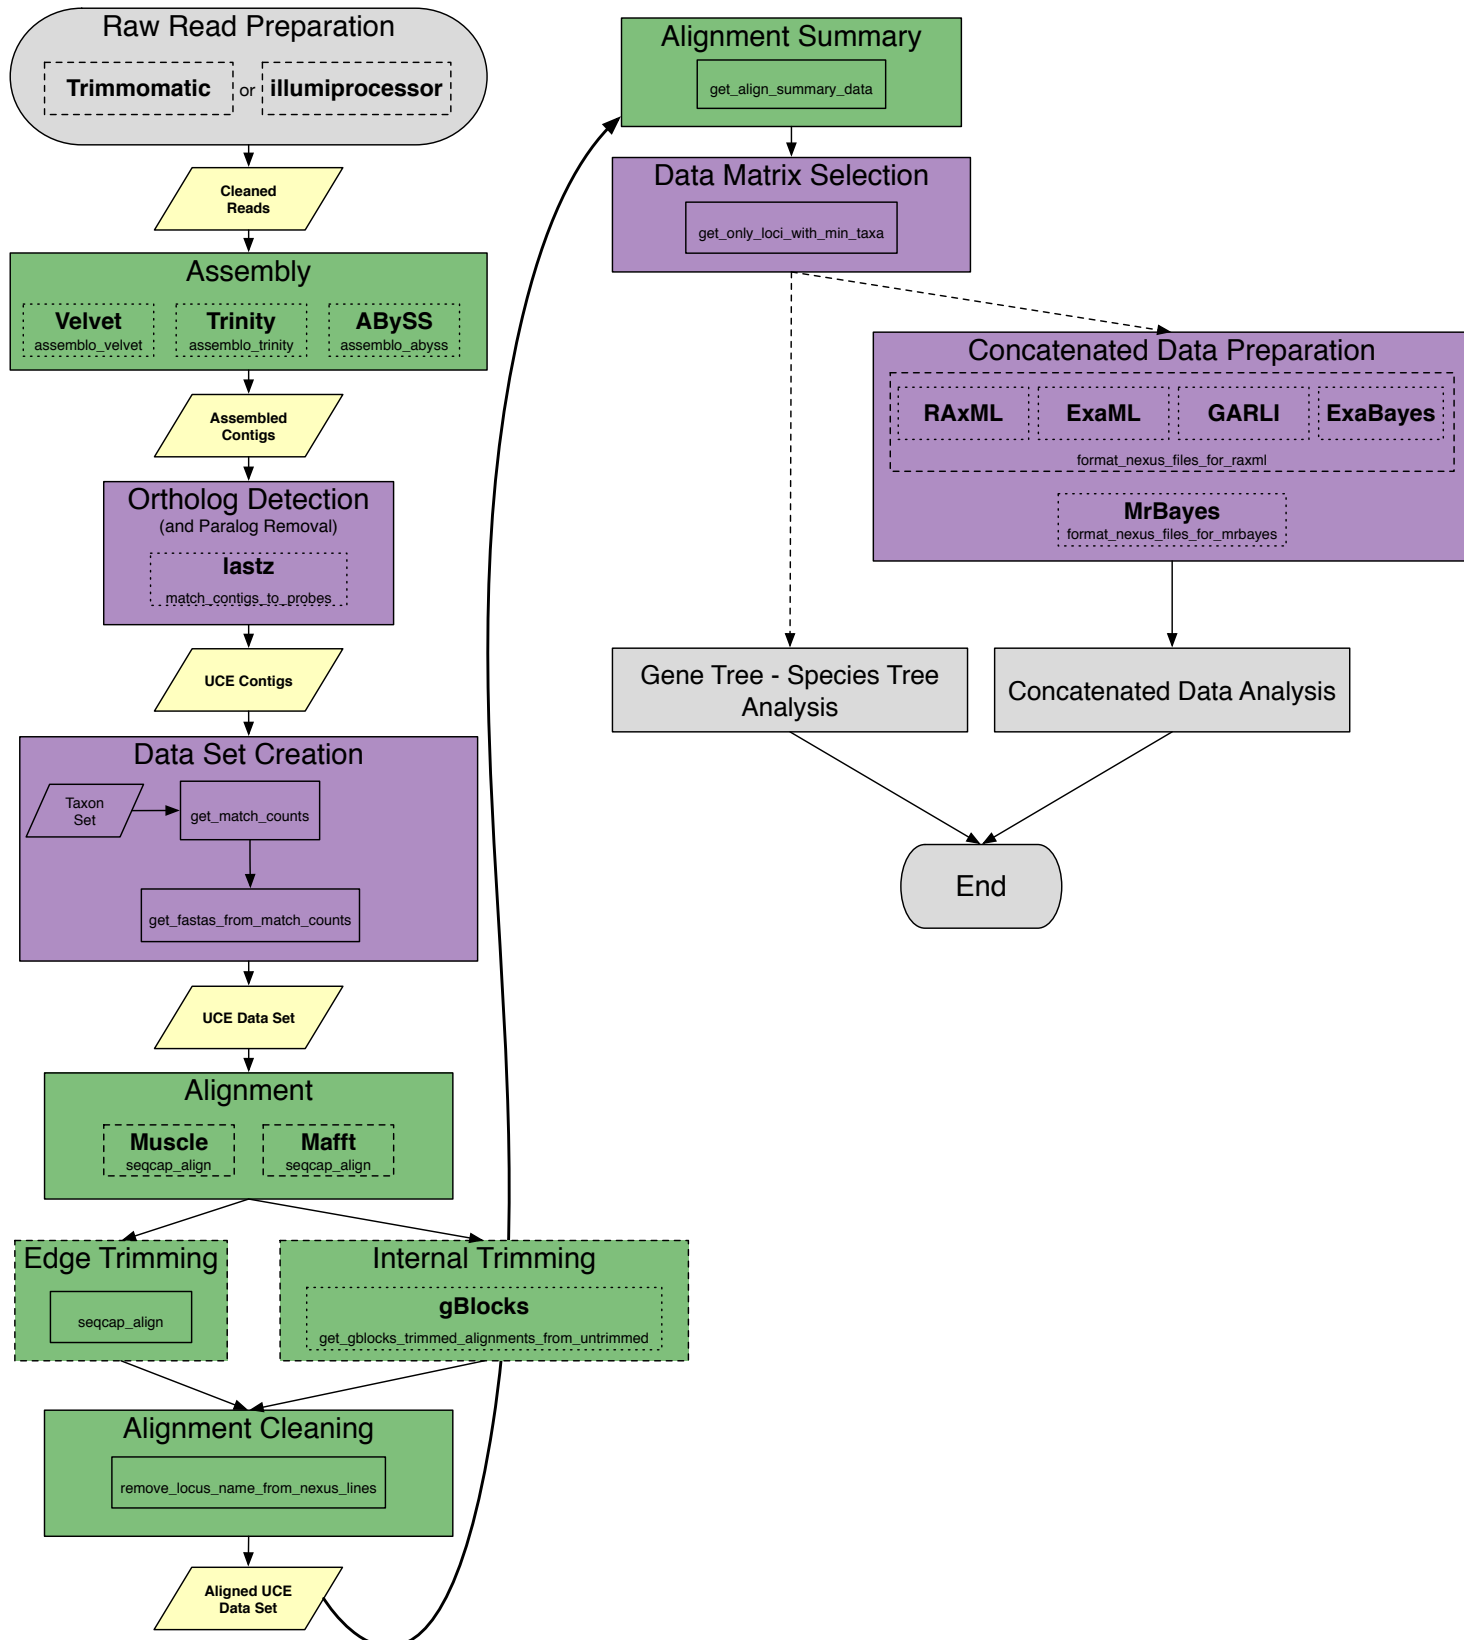 Raw Read Preparation
Trimmomatic or illumiprocessor
Cleaned
Reads
Assembly
Velvet
assemblo_velvet
Trinity
assemblo_trinity
ABySS
assemblo_abyss
Assembled
Contigs
Ortholog Detection
(and Paralog Removal)
lastz
match_contigs_to_probes
UCE Contigs
Data Set Creation
Taxon
Set
get_match_counts
get_fastas_from_match_counts
UCE Data Set
Alignment
Muscle
seqcap_align
Mafft
seqcap_align
Edge Trimming
seqcap_align
Internal Trimming
gBlocks
get_gblocks_trimmed_alignments_from_untrimmed
Alignment Cleaning
remove_locus_name_from_nexus_lines
Aligned UCE
Data Set
Alignment Summary
get_align_summary_data
Data Matrix Selection
get_only_loci_with_min_taxa
Concatenated Data Preparation
RAxML
ExaML
GARLI
ExaBayes
format_nexus_files_for_raxml
MrBayes
format_nexus_files_for_mrbayes
Gene Tree - Species Tree
Analysis
Concatenated Data Analysis
End